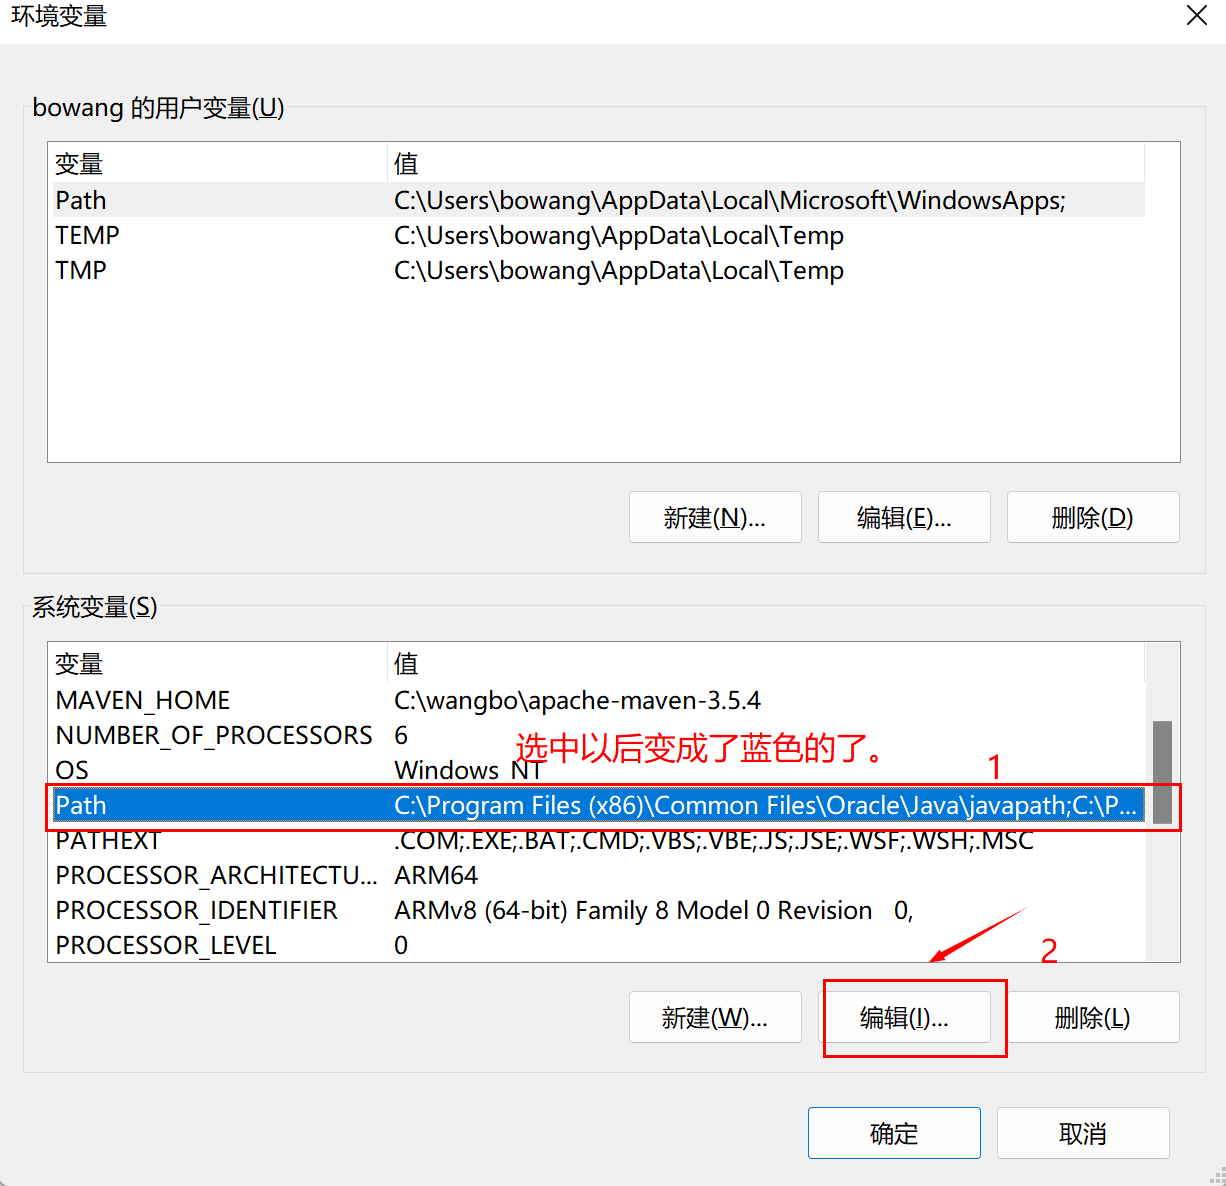 环境变量
bowang 的用户变量(U)
变量 值
Path C:\Users\bowang\AppData\Local\Microsoft\WindowsApps;
TEMP C:\Users\bowang\AppData\Local\Temp
TMP C:\Users\bowang\AppData\Local\Temp
新建(N)... 编辑(E)... 删除(D)
系统变量(S)
变量 值
MAVEN_HOME C:\wangbo\apache-maven-3.5.4
NUMBER_OF_PROCESSORS 6
选中以后变成了蓝色的了。
OS Windows_NT
1
Path C:\Program Files (x86)\Common Files\Oracle\Java\javapath;C:\P...
PATHEXT .COM;.EXE;.BAT;.CMD;.VBS;.VBE;.JS;.JSE;.WSF;.WSH;.MSC
PROCESSOR_ARCHITECTU... ARM64
PROCESSOR_IDENTIFIER ARMv8 (64-bit) Family 8 Model 0 Revision 0,
PROCESSOR_LEVEL 0
2
新建(W)... 编辑(I)... 删除(L)
确定 取消